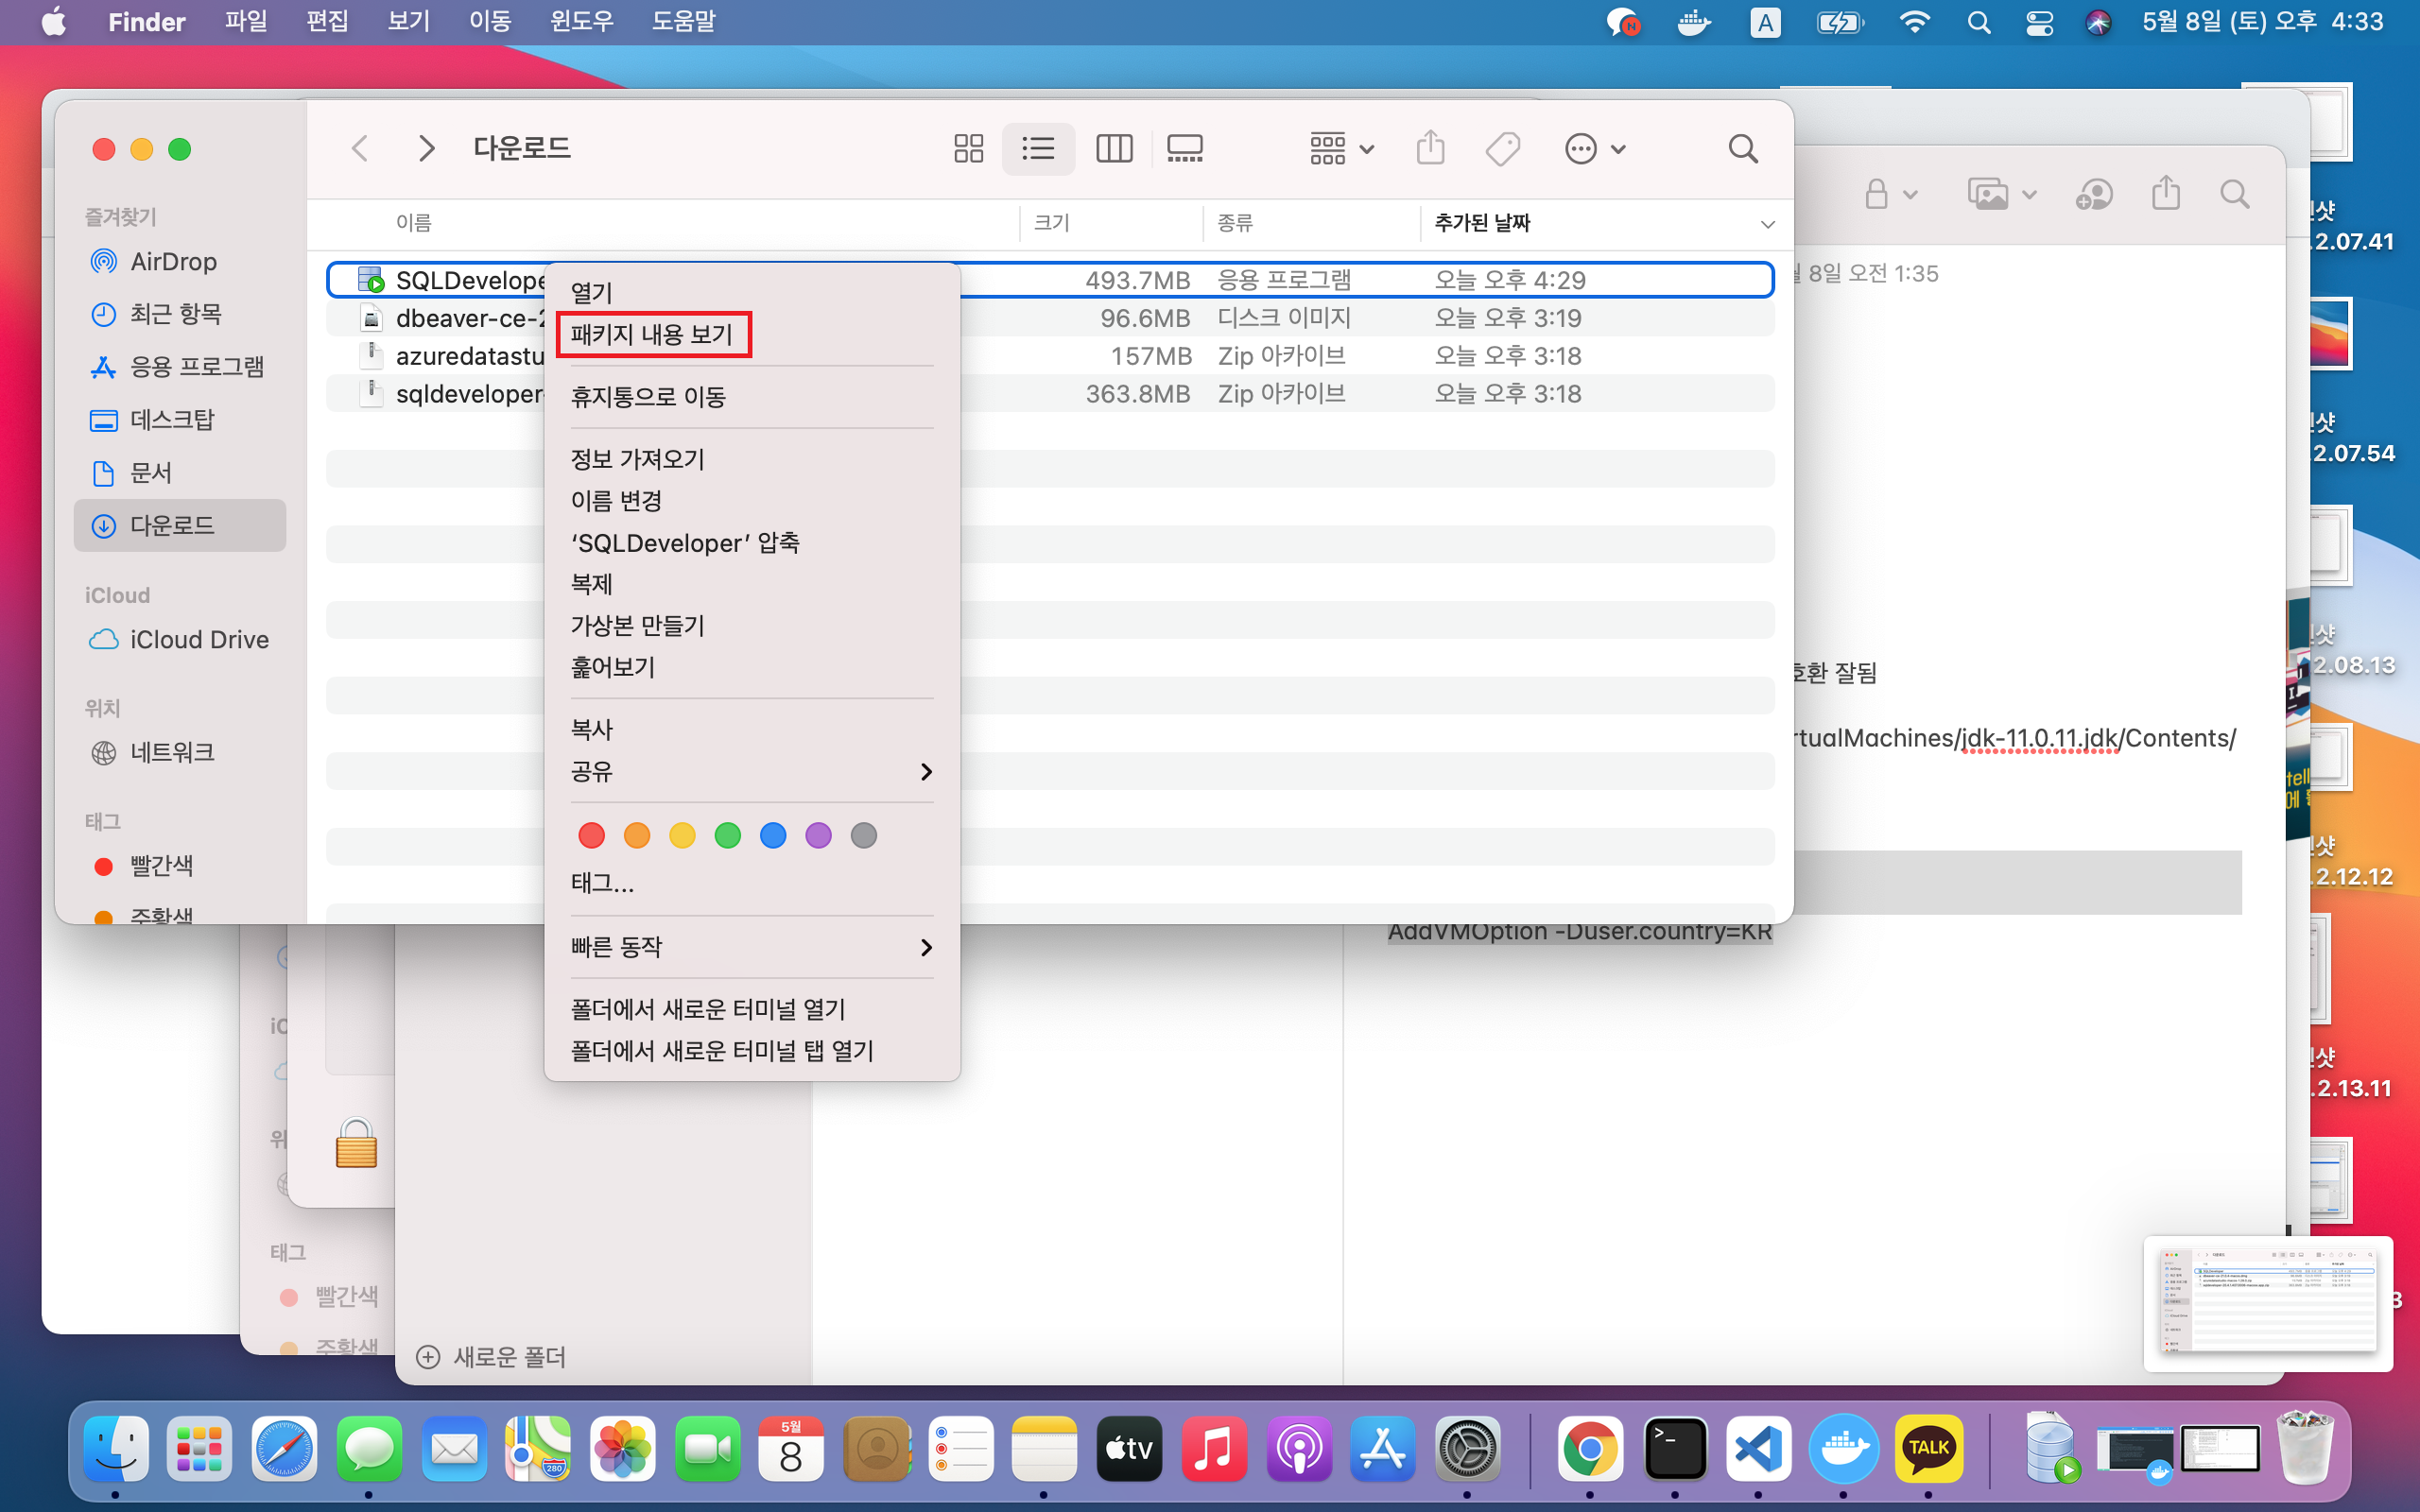 Finder 파일 편집 보기 이동 윈도우 도움말 A 5월 8일 (토) 오후 4:33
다운로드
즐겨찾기
AirDrop
최근 항목
응용 프로그램
데스크탑
문서
다운로드
iCloud
iCloud Drive
위치
네트워크
태그
빨간색
주황색
이름 크기 종류 추가된 날짜
SQLDevelope 493.7MB 응용 프로그램 오늘 오후 4:29
dbeaver-ce-2 96.6MB 디스크 이미지 오늘 오후 3:19
azuredatastu 157MB Zip 아카이브 오늘 오후 3:18
sqldeveloper- 363.8MB Zip 아카이브 오늘 오후 3:18
열기
패키지 내용 보기
휴지통으로 이동
정보 가져오기
이름 변경
‘SQLDeveloper’ 압축
복제
가상본 만들기
훑어보기
복사
공유
태그...
빠른 동작
폴더에서 새로운 터미널 열기
폴더에서 새로운 터미널 탭 열기
8일 오전 1:35
호환 잘됨
rtualMachines/jdk-11.0.11.jdk/Contents/
AddVMOption -Duser.country=KR
태그
빨간색
주황색
새로운 폴더
샷
.2.07.41
샷
.2.07.54
샷
2.08.13
샷
.2.12.12
샷
.2.13.11
3
tell
5월
8
280
tv
>_
TALK